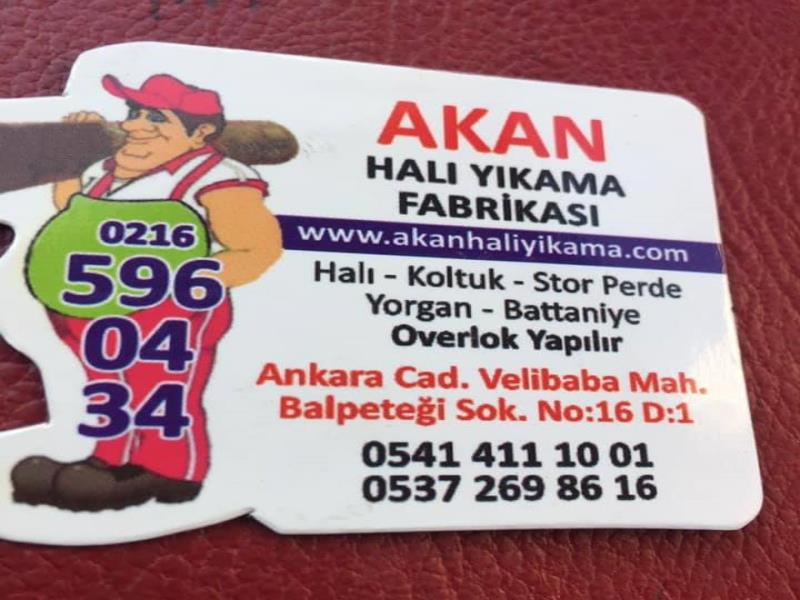 AKAN
HALI YIKAMA
FABRİKASI
www.akanhaliyikama.com
Halı - Koltuk - Stor Perde
Yorgan - Battaniye
Overlok Yapılır
Ankara Cad. Velibaba Mah.
Balpeteği Sok. No:16 D:1
0541 411 10 01
0537 269 86 16
0216
596
04
34